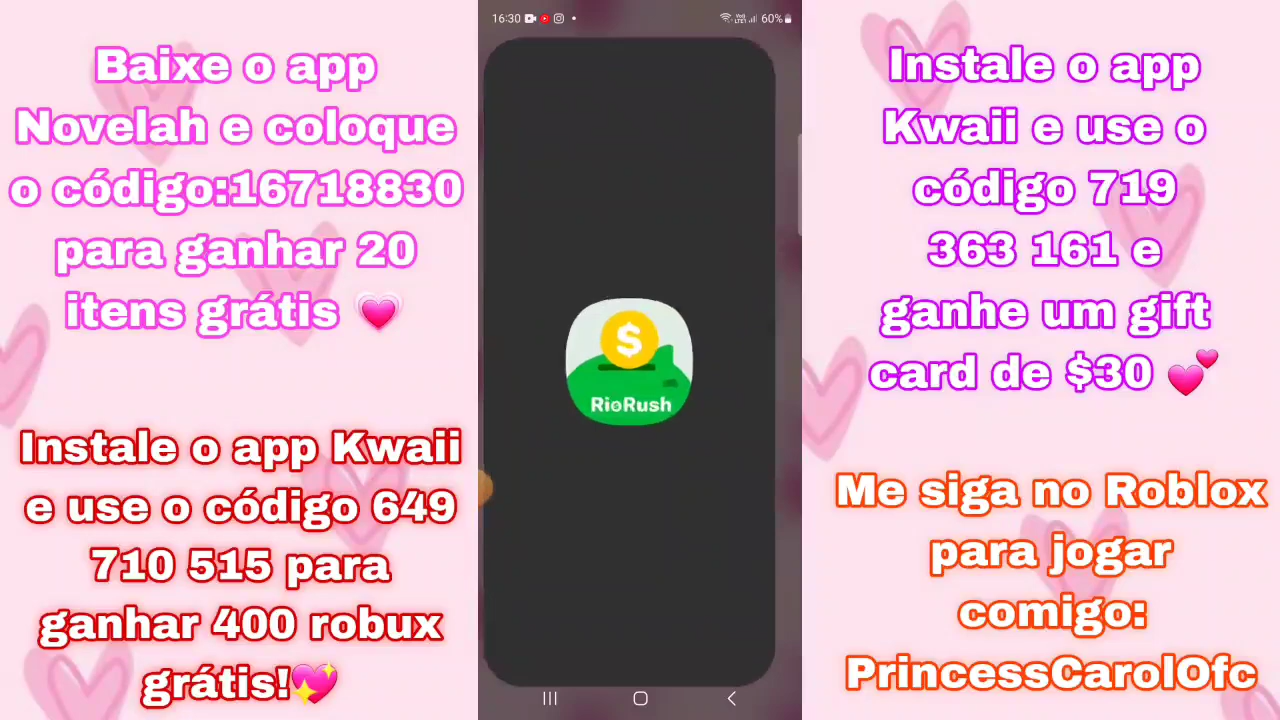 Baixe o app
Novelah e coloque
o código:16718830
para ganhar 20
itens grátis 💗
Instale o app Kwaii
e use o código 649
710 515 para
ganhar 400 robux
grátis!💖
16:30
60%
RioRush
Instale o app
Kwaii e use o
código 719
363 161 e
ganhe um gift
card de $30 💕
Me siga no Roblox
para jogar
comigo:
PrincessCarolOfc